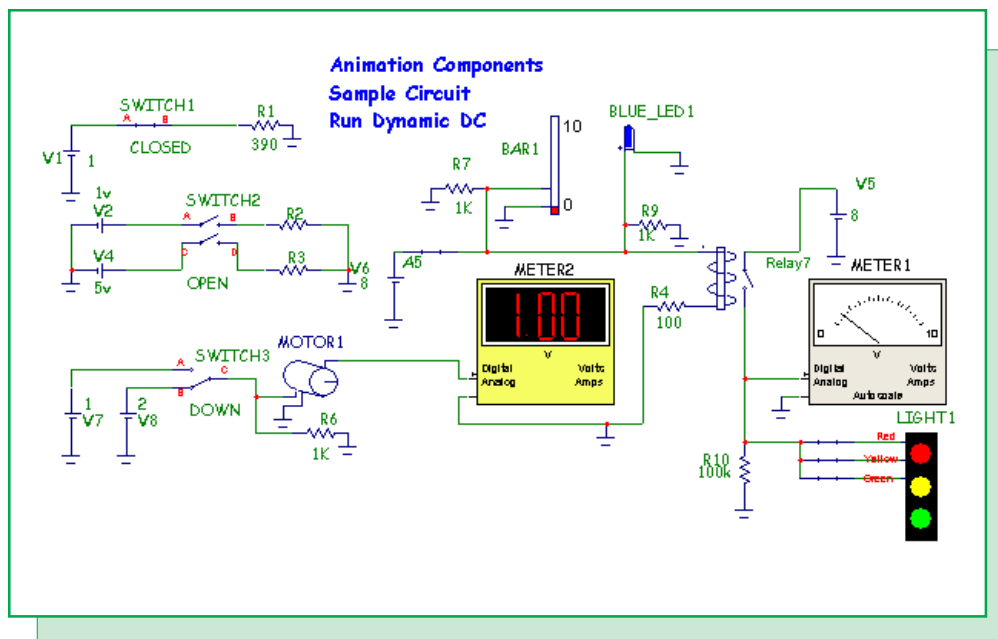 Animation Components
Sample Circuit
Run Dynamic DC
SWITCH1
A B
R1
CLOSED
390
V1
1
1v
V2
SWITCH2
A B
R2
V4
C D
R3
5v
OPEN
V6
8
A5
R7
1K
BAR1
10
0
BLUE_LED1
R9
1K
V5
8
Relay7
R4
100
METER2
1.00
V
Digital Volts
Analog Amps
METER1
0 10
V
Digital Volts
Analog Amps
Autoscale
MOTOR1
SWITCH3
A
C
B
DOWN
1
V7
2
V8
R6
1K
LIGHT1
Red
Yellow
Green
R10
100k